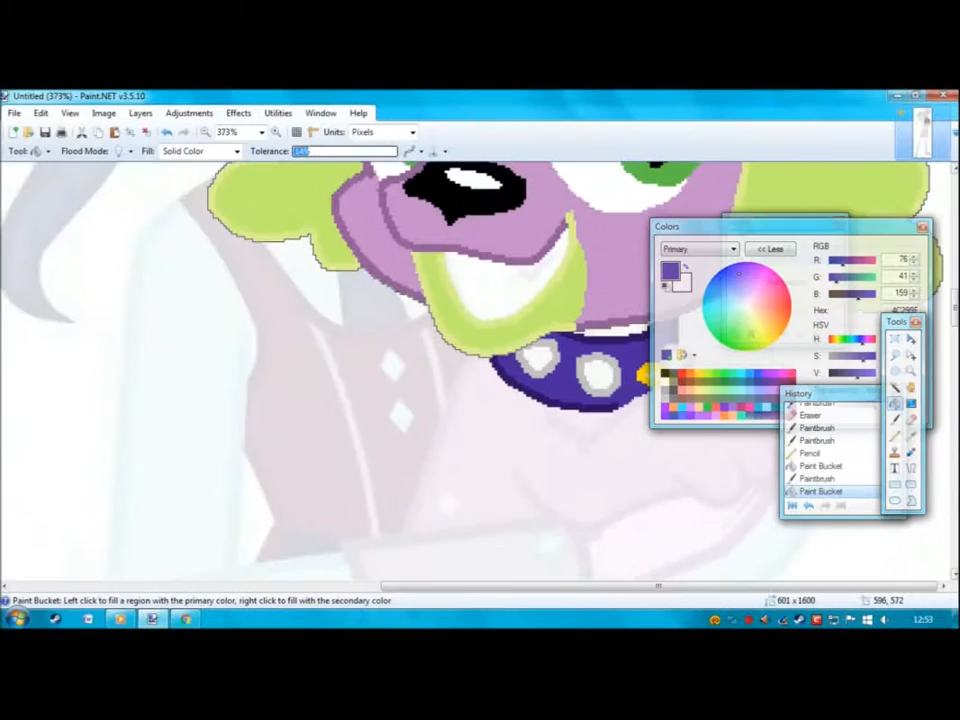 Untitled (373%) - Paint.NET v3.5.10
File Edit View Image Layers Adjustments Effects Utilities Window Help
373% Units: Pixels
Tool: Flood Mode: Fill: Solid Color Tolerance:
Colors
Primary << Less
RGB
R: 76
G: 41
B: 159
Hex: 4C299F
HSV
H:
S:
V:
Tools
History
Paintbrush
Eraser
Paintbrush
Paintbrush
Pencil
Paint Bucket
Paintbrush
Paint Bucket
Paint Bucket: Left click to fill a region with the primary color, right click to fill with the secondary color
601 x 1600 596, 572
12:53